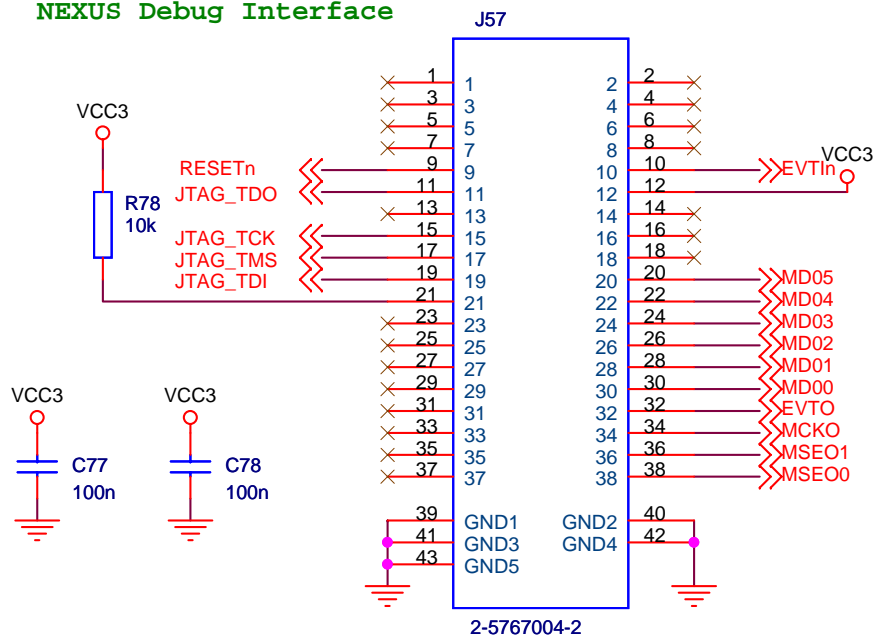 NEXUS Debug Interface
J57
1 1 2 2
3 3 4 4
5 5 6 6
7 7 8 8
VCC3
RESETn 9 9 10 10 EVTIn VCC3
JTAG_TDO 11 11 12 12
R78
10k
13 13 14 14
JTAG_TCK 15 15 16 16
JTAG_TMS 17 17 18 18
JTAG_TDI 19 19 20 20 MD05
21 21 22 22 MD04
23 23 24 24 MD03
25 25 26 26 MD02
27 27 28 28 MD01
29 29 30 30 MD00
31 31 32 32 EVTO
33 33 34 34 MCKO
35 35 36 36 MSEO1
37 37 38 38 MSEO0
VCC3
C77
100n
VCC3
C78
100n
39 GND1 GND2 40
41 GND3 GND4 42
43 GND5
2-5767004-2